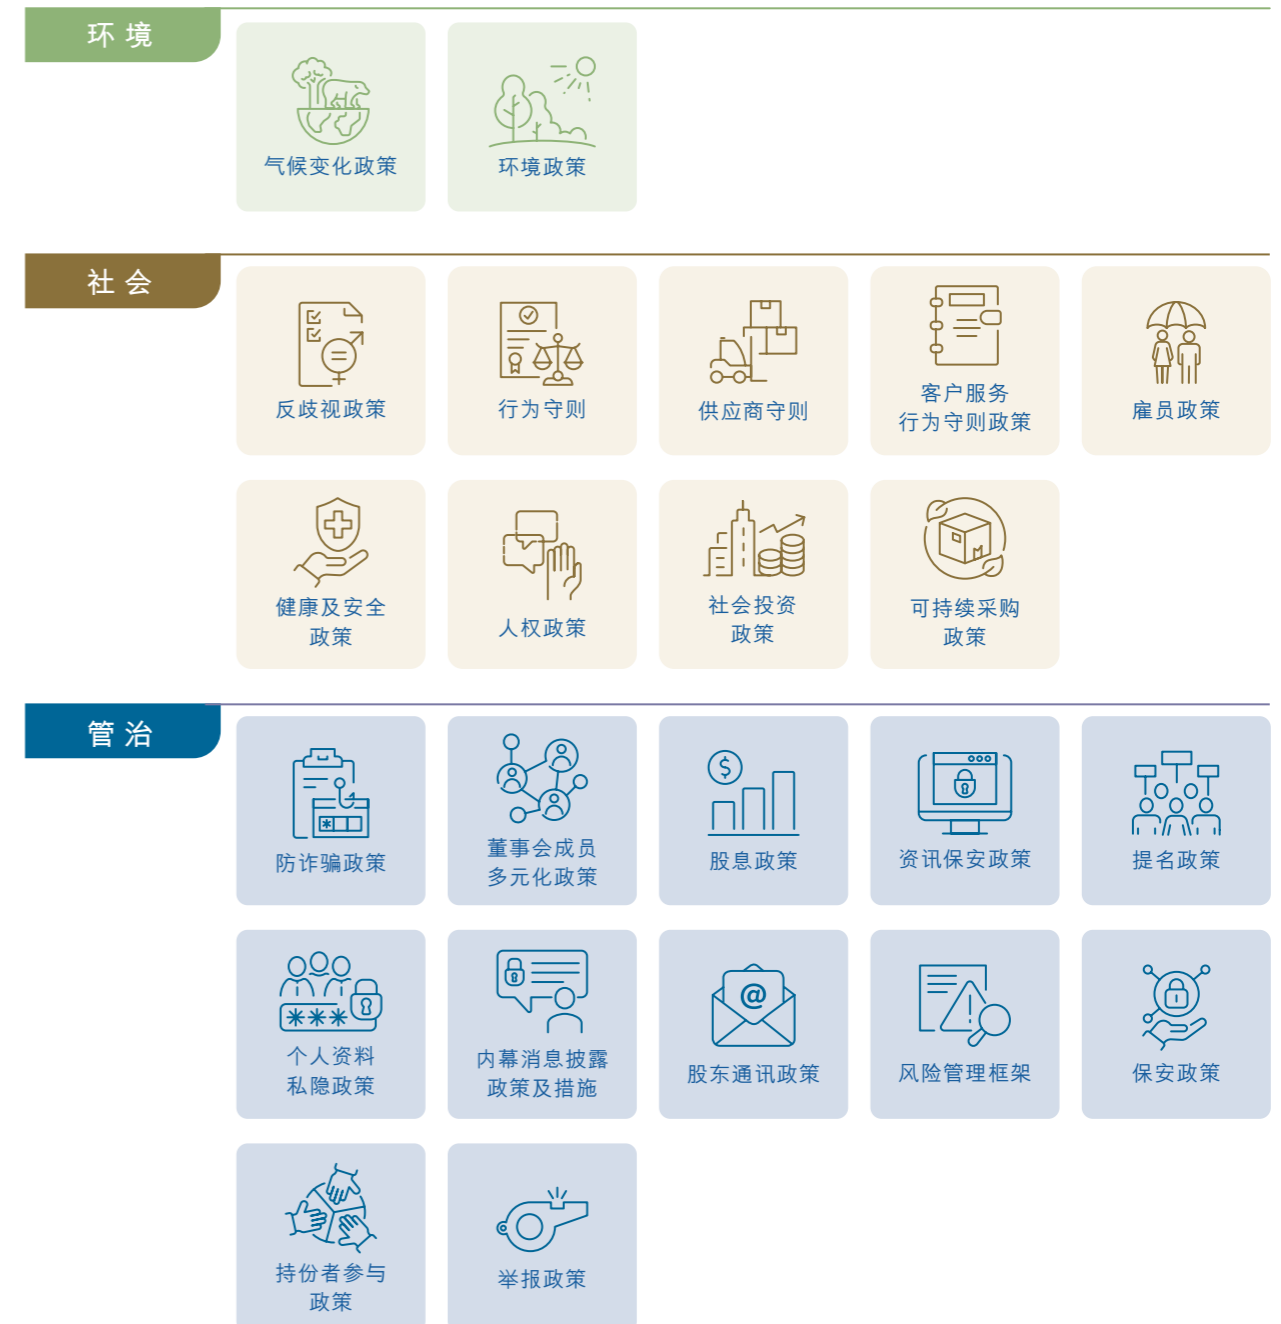 环境
气候变化政策
环境政策
社会
反歧视政策
行为守则
供应商守则
客户服务
行为守则政策
雇员政策
健康及安全
政策
人权政策
社会投资
政策
可持续采购
政策
管治
防诈骗政策
董事会成员
多元化政策
$
股息政策
资讯保安政策
提名政策
***
个人资料
私隐政策
内幕消息披露
政策及措施
@
股东通讯政策
风险管理框架
保安政策
持份者参与
政策
举报政策